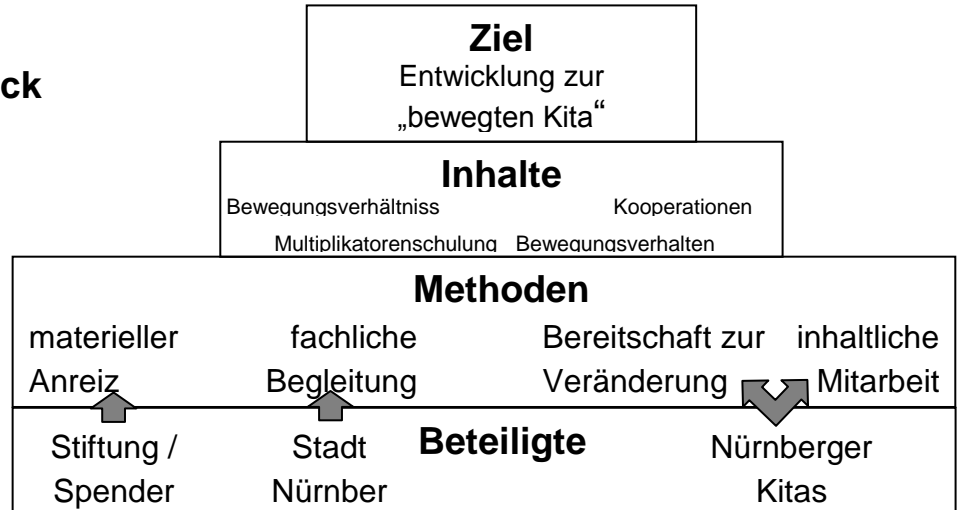 ck
Ziel
Entwicklung zur
„bewegten Kita“
Inhalte
Bewegungsverhältniss Kooperationen
Multiplikatorenschulung Bewegungsverhalten
Methoden
materieller fachliche Bereitschaft zur inhaltliche
Anreiz Begleitung Veränderung Mitarbeit
Beteiligte
Stiftung / Stadt Nürnberger
Spender Nürnber Kitas